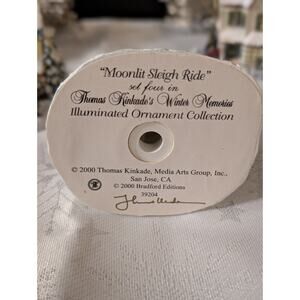 "Moonlit Sleigh Ride"
set four in
Thomas Kinkade's Winter Memories
Illuminated Ornament Collection
© 2000 Thomas Kinkade, Media Arts Group, Inc.,
San Jose, CA
© 2000 Bradford Editions
39204